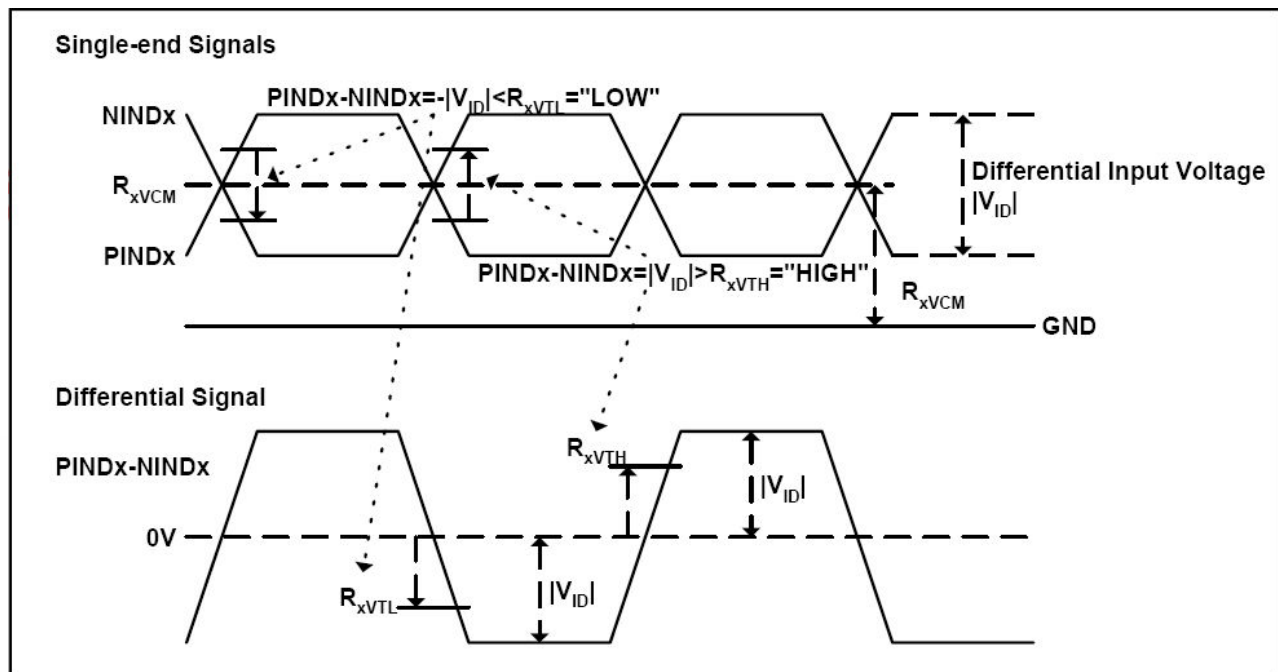 Single-end Signals
PINDx-NINDx=-|VID|<RxVTL="LOW"
NINDx
RxVCM
Differential Input Voltage
|VID|
PINDx
PINDx-NINDx=|VID|>RxVTH="HIGH"
RxVCM
GND
Differential Signal
RxVTH
PINDx-NINDx
|VID|
0V
RxVTL
|VID|